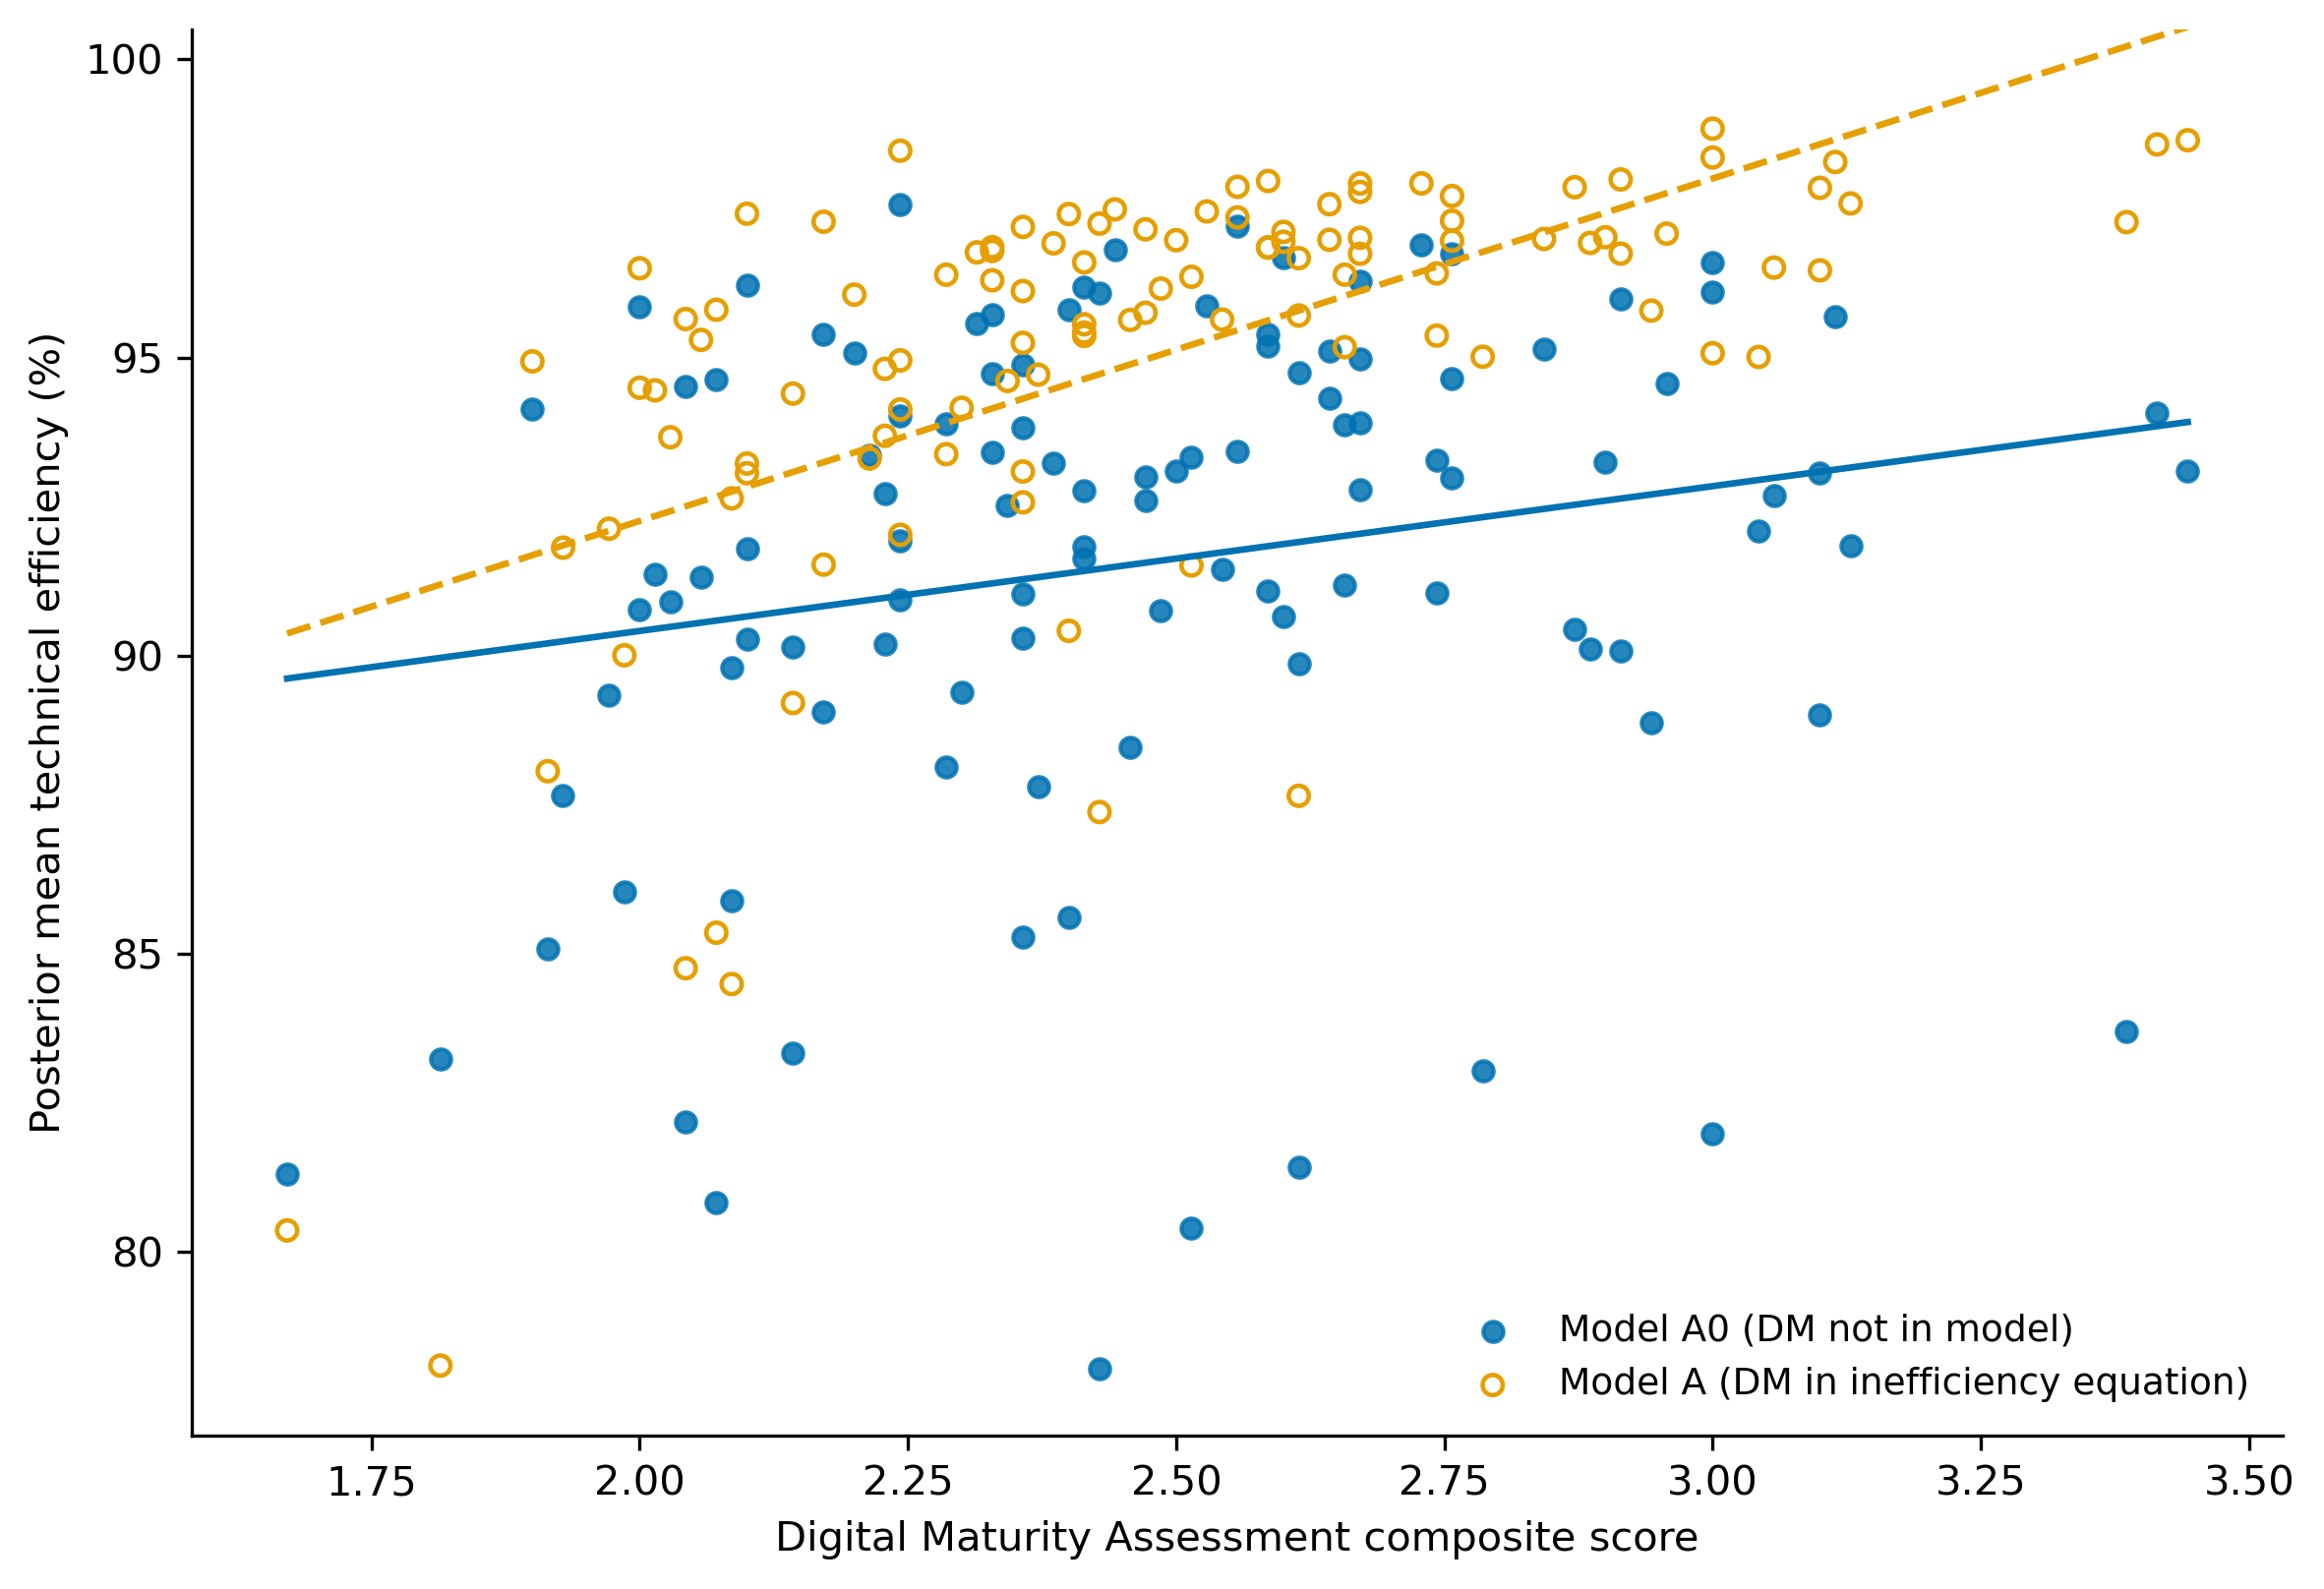 Posterior mean technical efficiency (%)
100
95
90
85
80
Model A0 (DM not in model)
Model A (DM in inefficiency equation)
1.75 2.00 2.25 2.50 2.75 3.00 3.25 3.50
Digital Maturity Assessment composite score